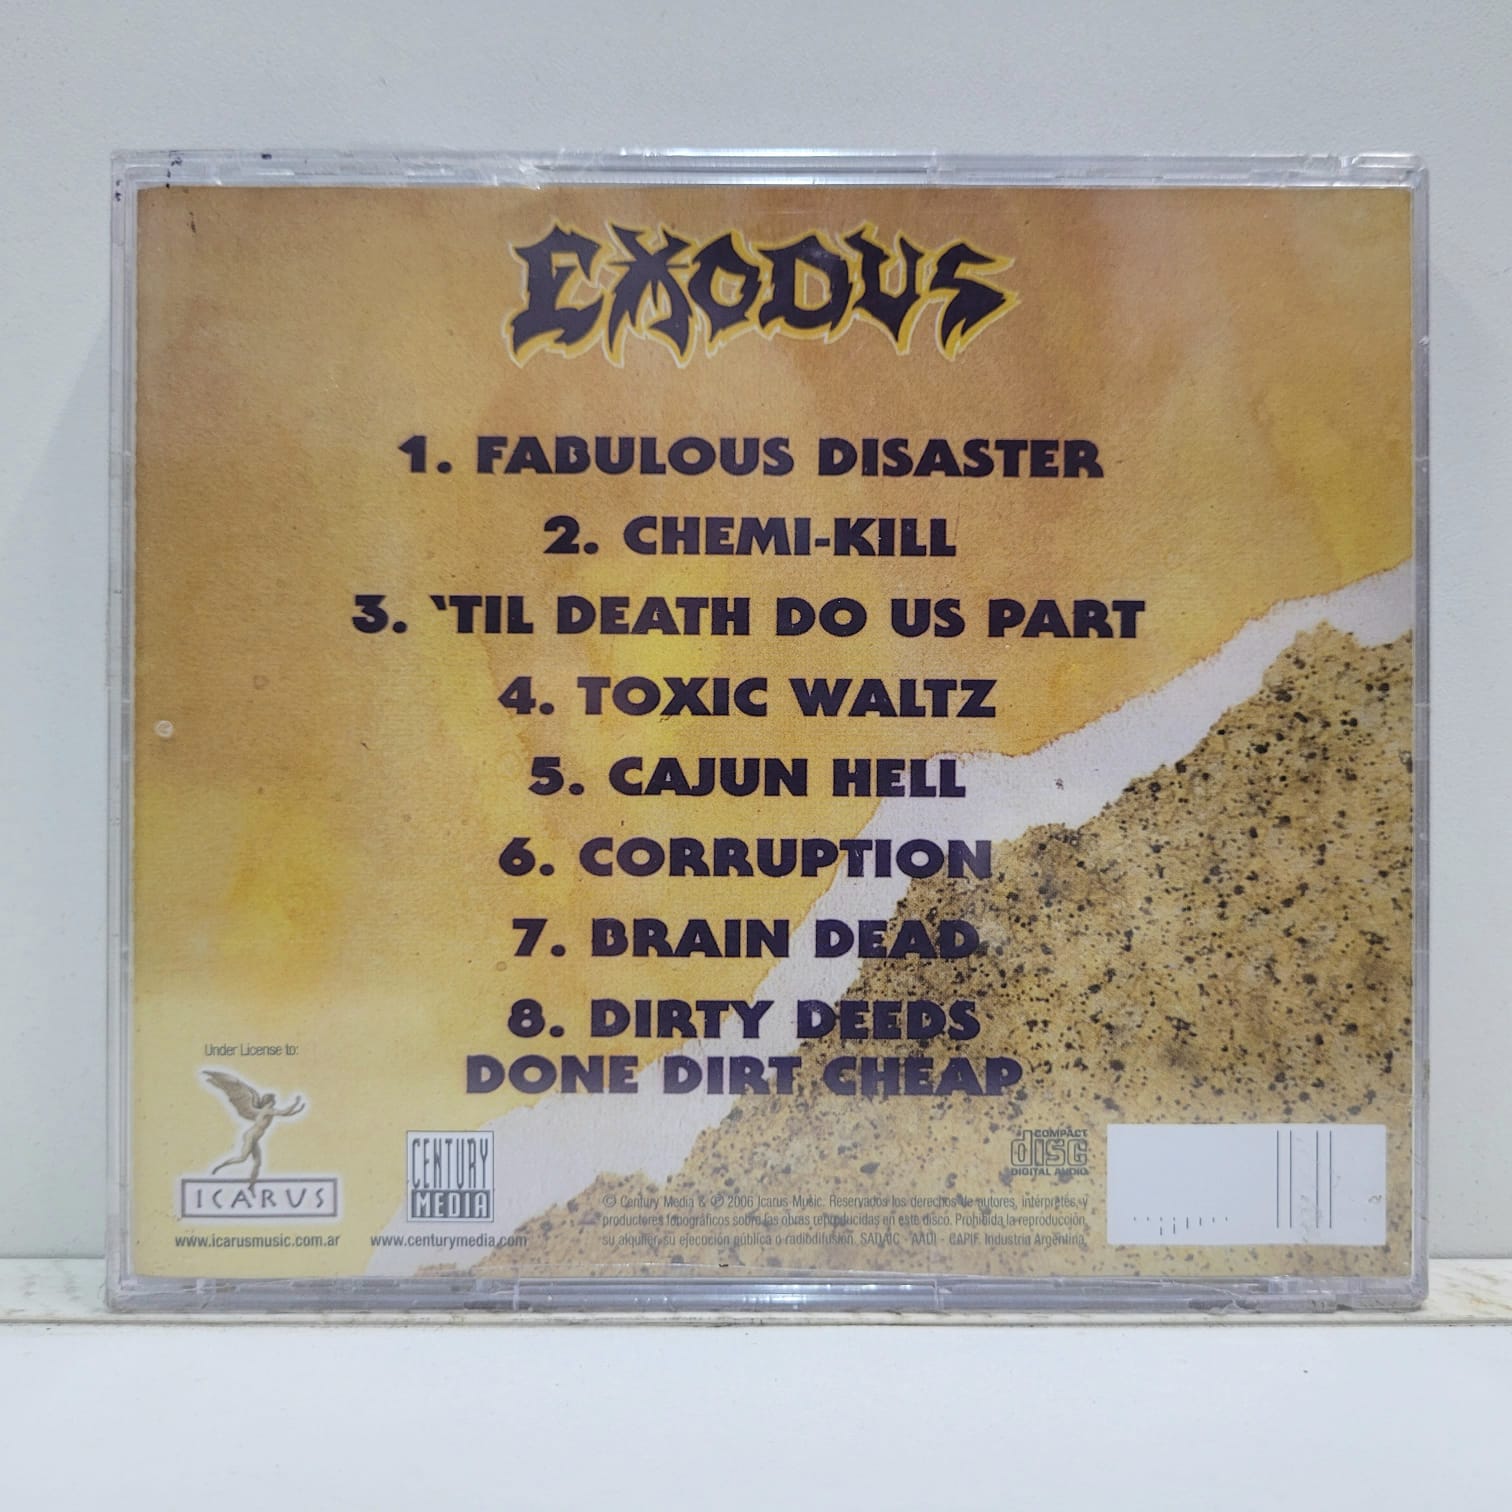 EXODUS
1. FABULOUS DISASTER
2. CHEMI-KILL
3. 'TIL DEATH DO US PART
4. TOXIC WALTZ
5. CAJUN HELL
6. CORRUPTION
7. BRAIN DEAD
8. DIRTY DEEDS
DONE DIRT CHEAP
Under License to:
ICARUS
www.icarusmusic.com.ar
CENTURY
MEDIA
www.centurymedia.com
© Century Media & ℗ 2006 Icarus Music. Reservados los derechos de autores, intérpretes y
productores fopográficos sobre las obras reproducidas en este disco. Prohibida la reproducción,
su alquiler, su ejecución pública o radiodifusión. SADAIC - AADI - CAPIF. Industria Argentina.
COMPACT
disc
DIGITAL AUDIO